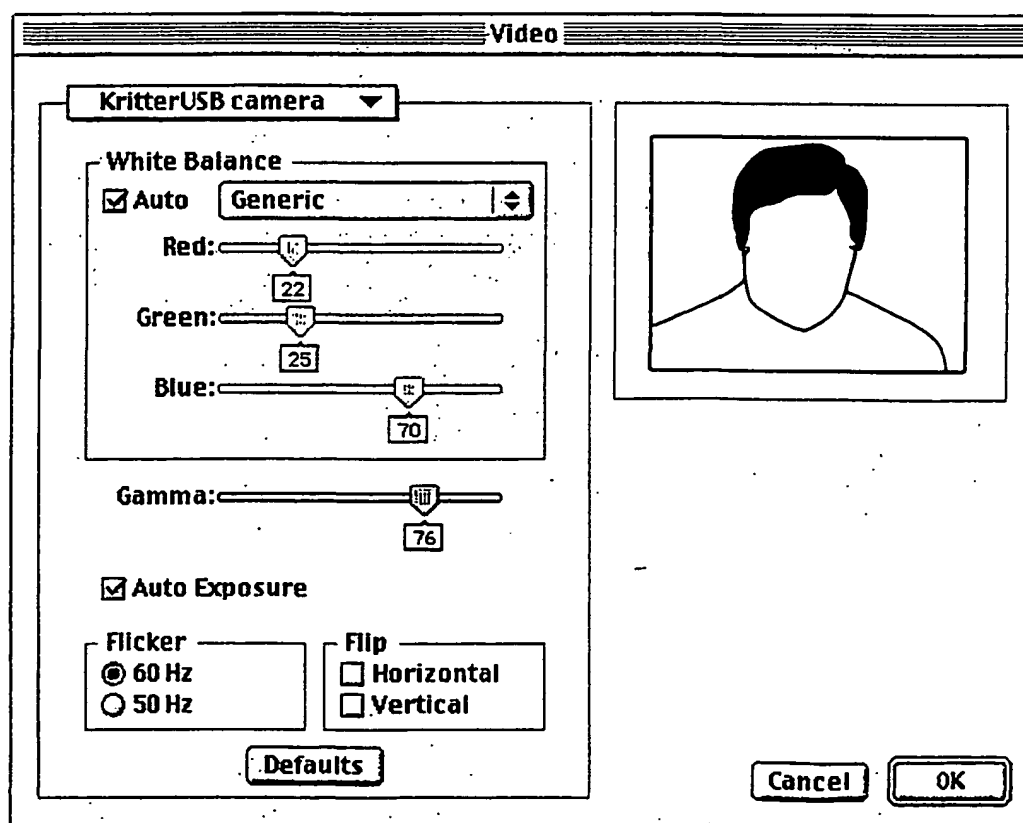 Video
KritterUSB camera
White Balance
Auto Generic
Red:
22
Green:
25
Blue:
70
Gamma:
76
Auto Exposure
Flicker
60 Hz
50 Hz
Flip
Horizontal
Vertical
Defaults
Cancel OK